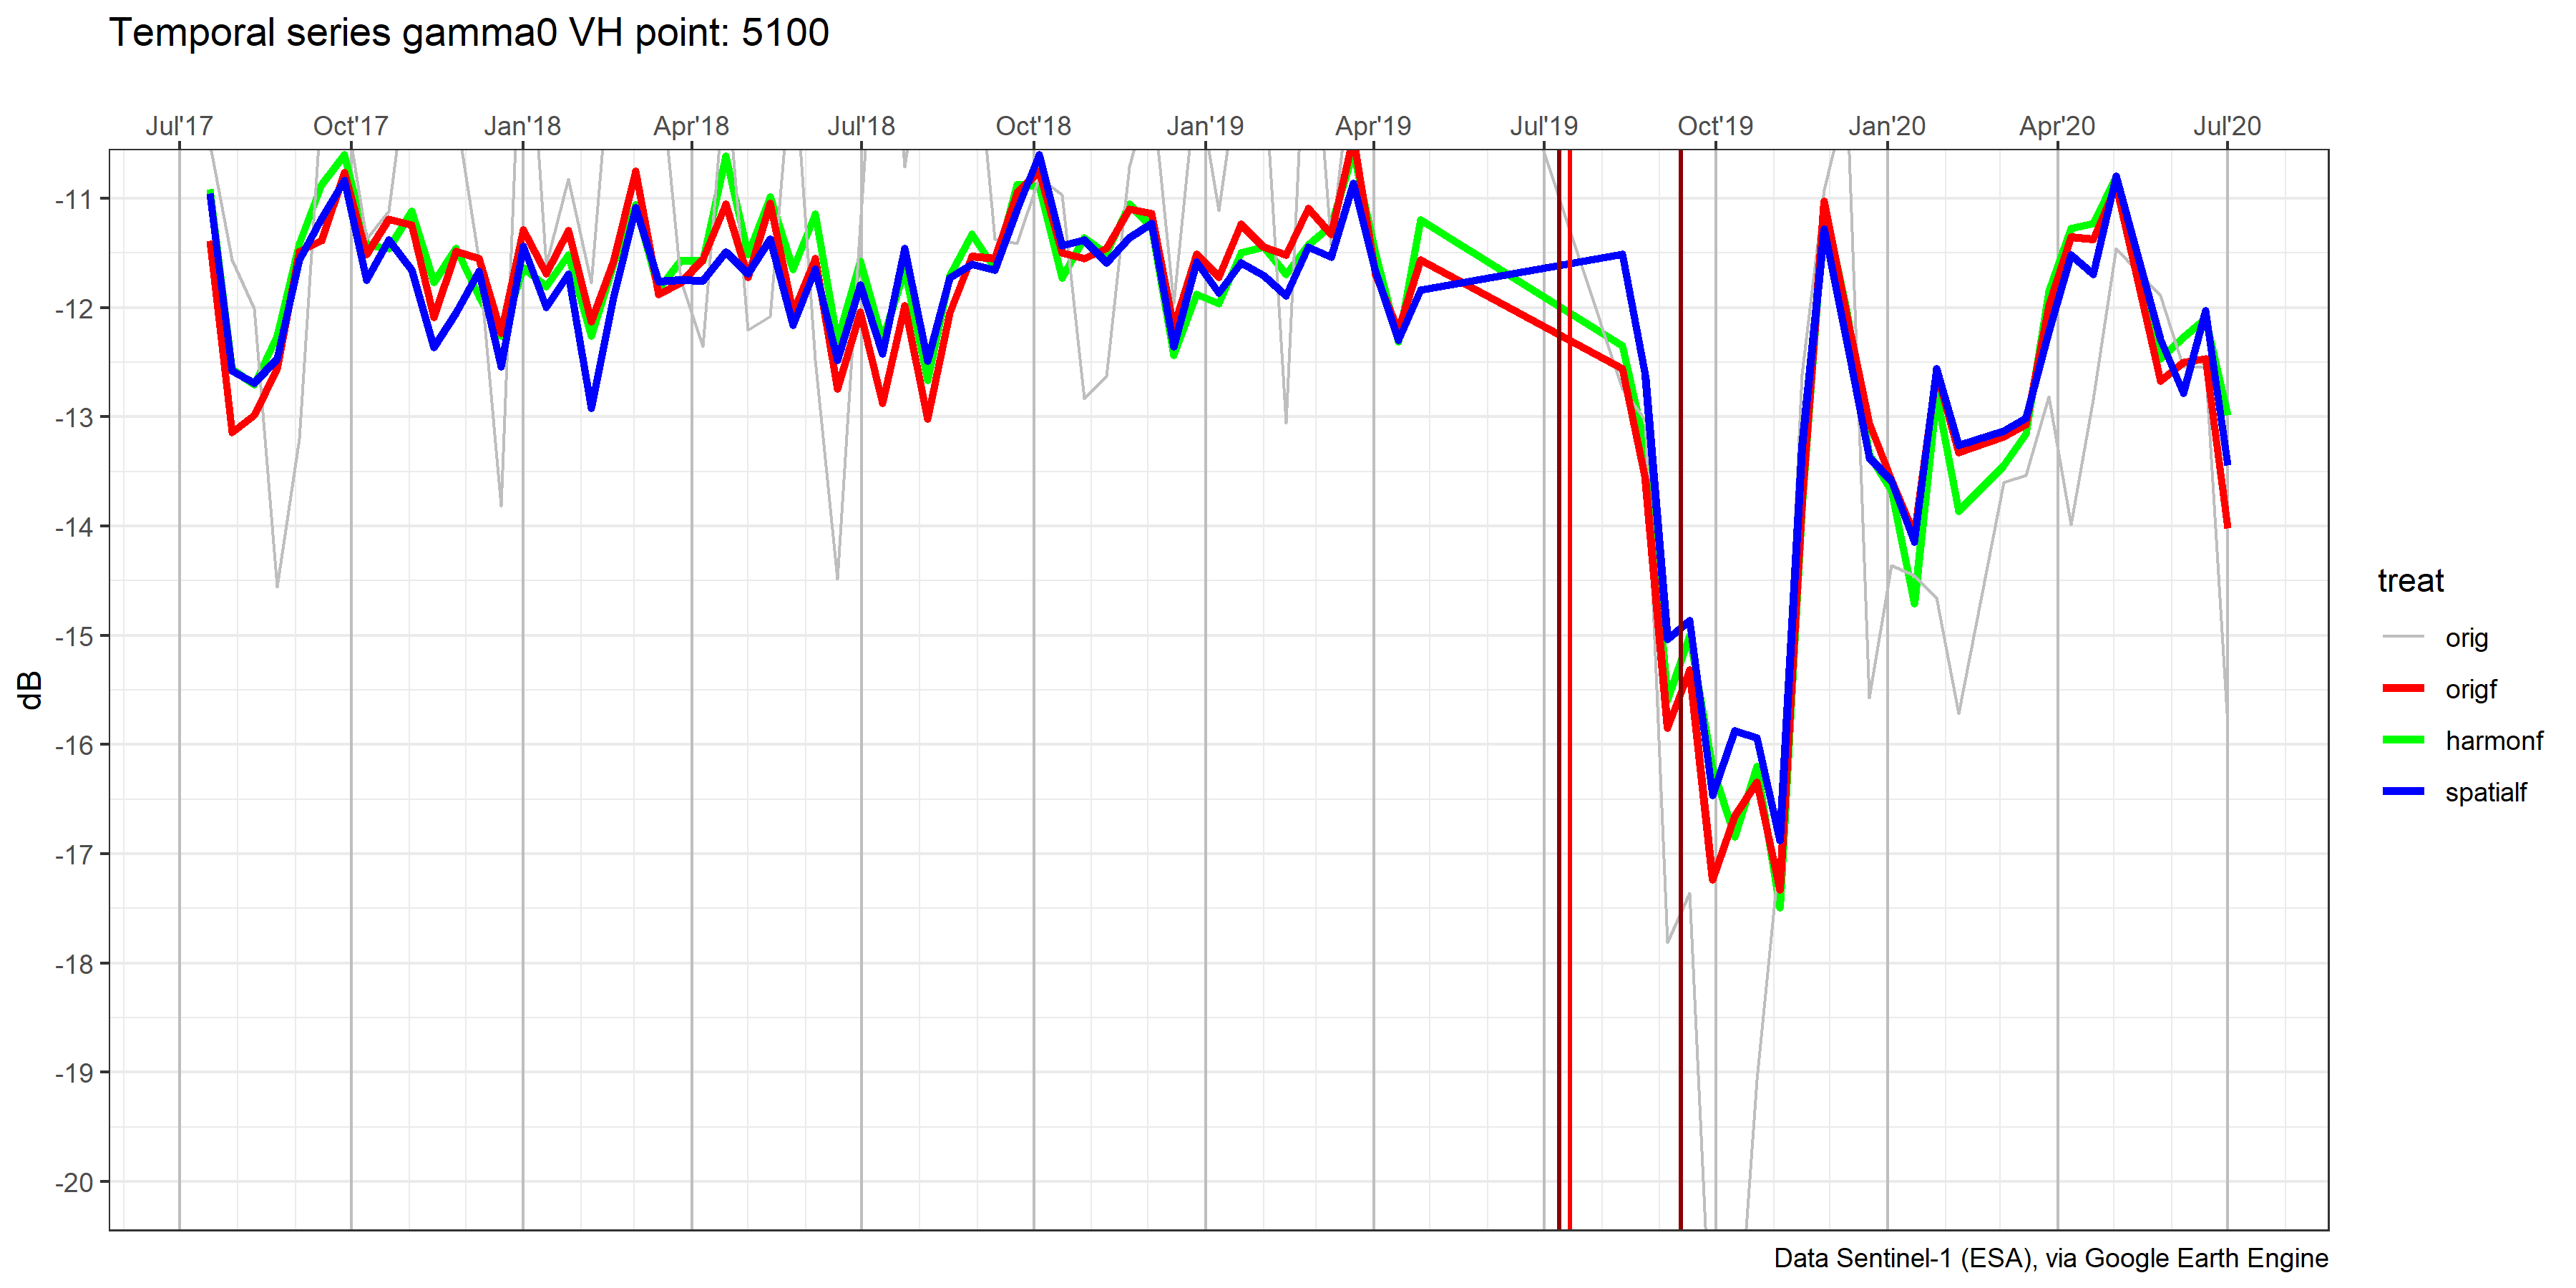 Temporal series gamma0 VH point: 5100
Jul'17 Oct'17 Jan'18 Apr'18 Jul'18 Oct'18 Jan'19 Apr'19 Jul'19 Oct'19 Jan'20 Apr'20 Jul'20
-11
-12
-13
-14
-15
-16
-17
-18
-19
-20
dB
treat
orig
origf
harmonf
spatialf
Data Sentinel-1 (ESA), via Google Earth Engine